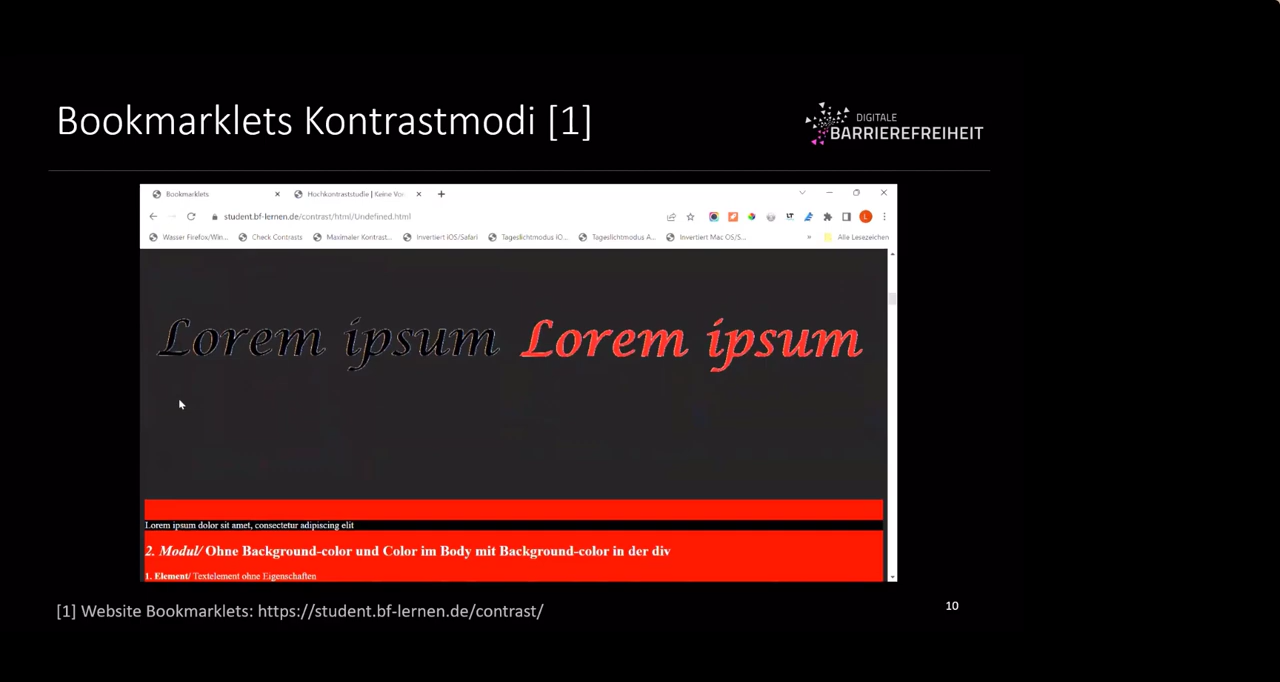 Bookmarklets Kontrastmodi [1]
DIGITALE
BARRIEREFREIHEIT
Bookmarklets
Hochkontraststudie | Keine Vor
student.bf-lernen.de/contrast/html/Undefined.html
Wasser Firefox/Win... Check Contrasts Maximaler Kontrast... Invertiert iOS/Safari Tageslichtmodus iO... Tageslichtmodus A... Invertiert Mac OS/S... » Alle Lesezeichen
Lorem ipsum Lorem ipsum
Lorem ipsum dolor sit amet, consectetur adipiscing elit
2. Modul/ Ohne Background-color und Color im Body mit Background-color in der div
1. Element/ Textelement ohne Eigenschaften
[1] Website Bookmarklets: https://student.bf-lernen.de/contrast/
10